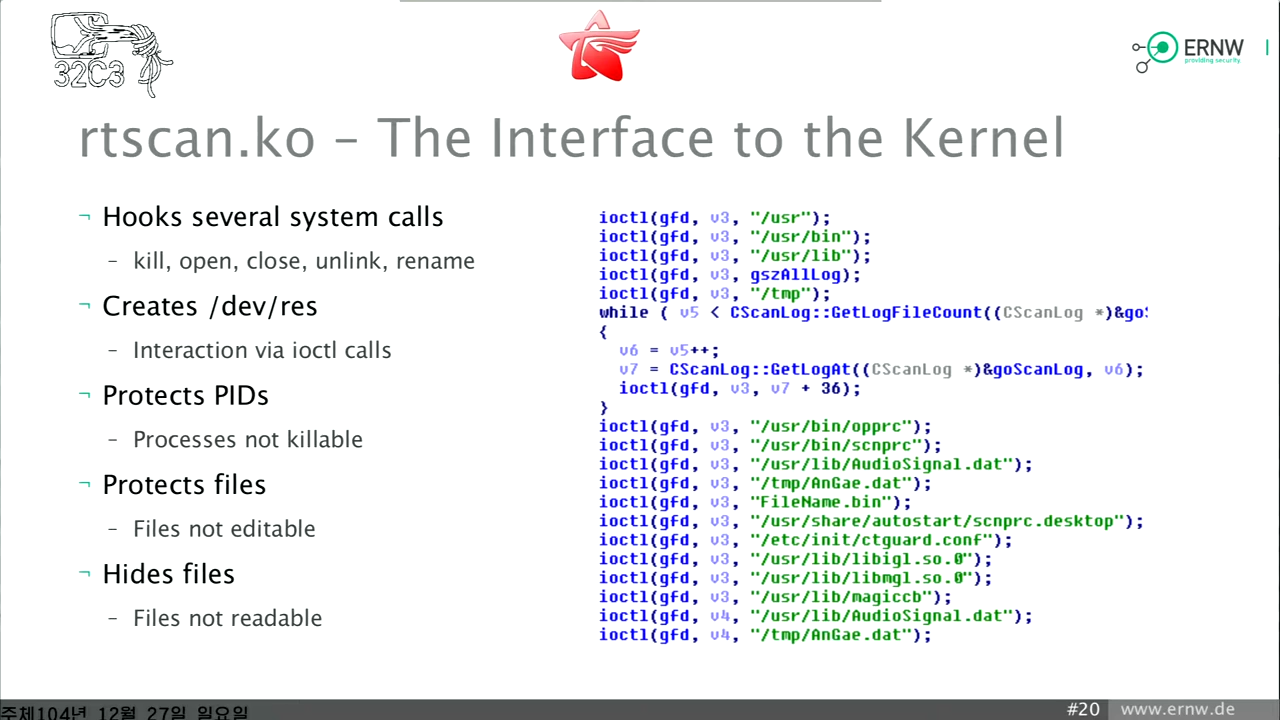 32C3
ERNW
providing security
rtscan.ko – The Interface to the Kernel
¬ Hooks several system calls
– kill, open, close, unlink, rename
¬ Creates /dev/res
– Interaction via ioctl calls
¬ Protects PIDs
– Processes not killable
¬ Protects files
– Files not editable
¬ Hides files
– Files not readable
ioctl(gfd, v3, "/usr");
ioctl(gfd, v3, "/usr/bin");
ioctl(gfd, v3, "/usr/lib");
ioctl(gfd, v3, gszAllLog);
ioctl(gfd, v3, "/tmp");
while ( v5 < CScanLog::GetLogFileCount((CScanLog *)&go
{
v6 = v5++;
v7 = CScanLog::GetLogAt((CScanLog *)&goScanLog, v6);
ioctl(gfd, v3, v7 + 36);
}
ioctl(gfd, v3, "/usr/bin/opprc");
ioctl(gfd, v3, "/usr/bin/scnprc");
ioctl(gfd, v3, "/usr/lib/AudioSignal.dat");
ioctl(gfd, v3, "/tmp/AnGae.dat");
ioctl(gfd, v3, "FileName.bin");
ioctl(gfd, v3, "/usr/share/autostart/scnprc.desktop");
ioctl(gfd, v3, "/etc/init/ctguard.conf");
ioctl(gfd, v3, "/usr/lib/libigl.so.0");
ioctl(gfd, v3, "/usr/lib/libmgl.so.0");
ioctl(gfd, v3, "/usr/lib/magiccb");
ioctl(gfd, v4, "/usr/lib/AudioSignal.dat");
ioctl(gfd, v4, "/tmp/AnGae.dat");
주체104년 12월 27일 일요일
#20 www.ernw.de